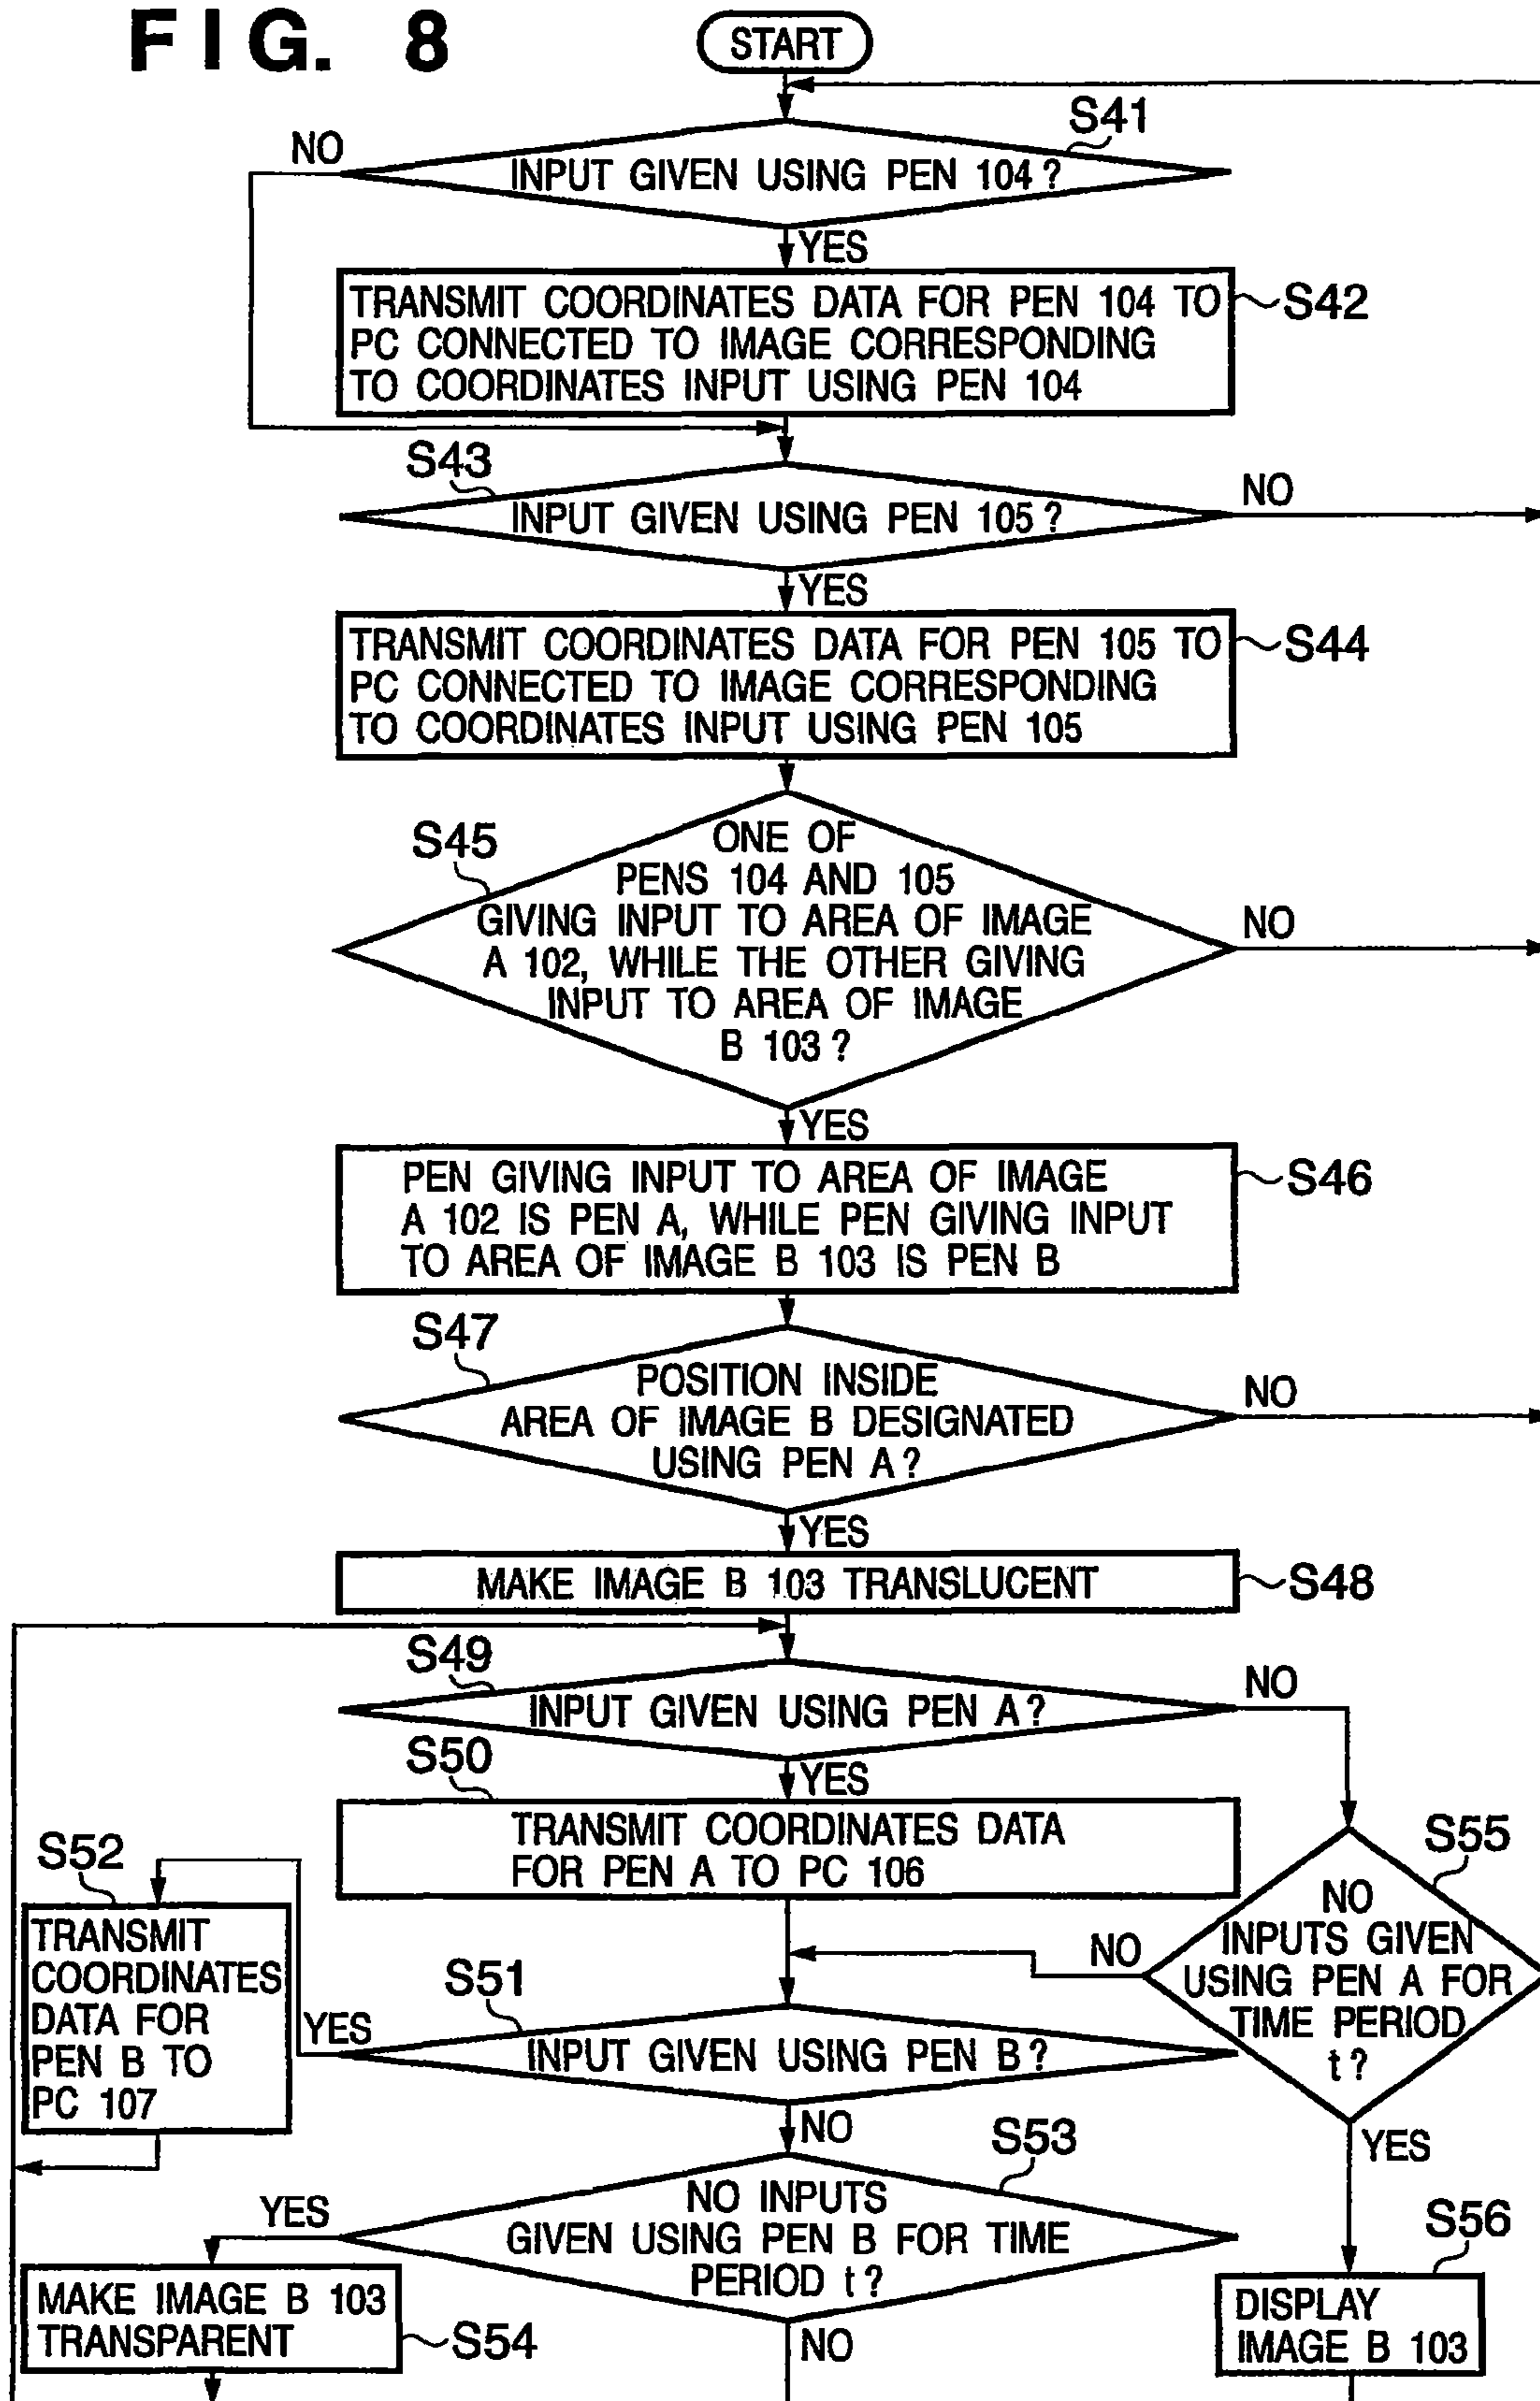 FIG. 8
START
S41
NO
INPUT GIVEN USING PEN 104?
YES
TRANSMIT COORDINATES DATA FOR PEN 104 TO
PC CONNECTED TO IMAGE CORRESPONDING
TO COORDINATES INPUT USING PEN 104
S42
S43
INPUT GIVEN USING PEN 105?
NO
YES
TRANSMIT COORDINATES DATA FOR PEN 105 TO
PC CONNECTED TO IMAGE CORRESPONDING
TO COORDINATES INPUT USING PEN 105
S44
S45
ONE OF
PENS 104 AND 105
GIVING INPUT TO AREA OF IMAGE
A 102, WHILE THE OTHER GIVING
INPUT TO AREA OF IMAGE
B 103?
NO
YES
PEN GIVING INPUT TO AREA OF IMAGE
A 102 IS PEN A, WHILE PEN GIVING INPUT
TO AREA OF IMAGE B 103 IS PEN B
S46
S47
POSITION INSIDE
AREA OF IMAGE B DESIGNATED
USING PEN A?
NO
YES
MAKE IMAGE B 103 TRANSLUCENT
S48
S49
INPUT GIVEN USING PEN A?
NO
YES
S50
TRANSMIT COORDINATES DATA
FOR PEN A TO PC 106
S55
NO
INPUTS GIVEN
USING PEN A FOR
TIME PERIOD
t?
NO
YES
S52
TRANSMIT
COORDINATES
DATA FOR
PEN B TO
PC 107
S51
YES
INPUT GIVEN USING PEN B?
NO
S53
NO INPUTS
GIVEN USING PEN B FOR TIME
PERIOD t?
YES
NO
MAKE IMAGE B 103
TRANSPARENT
S54
S56
DISPLAY
IMAGE B 103